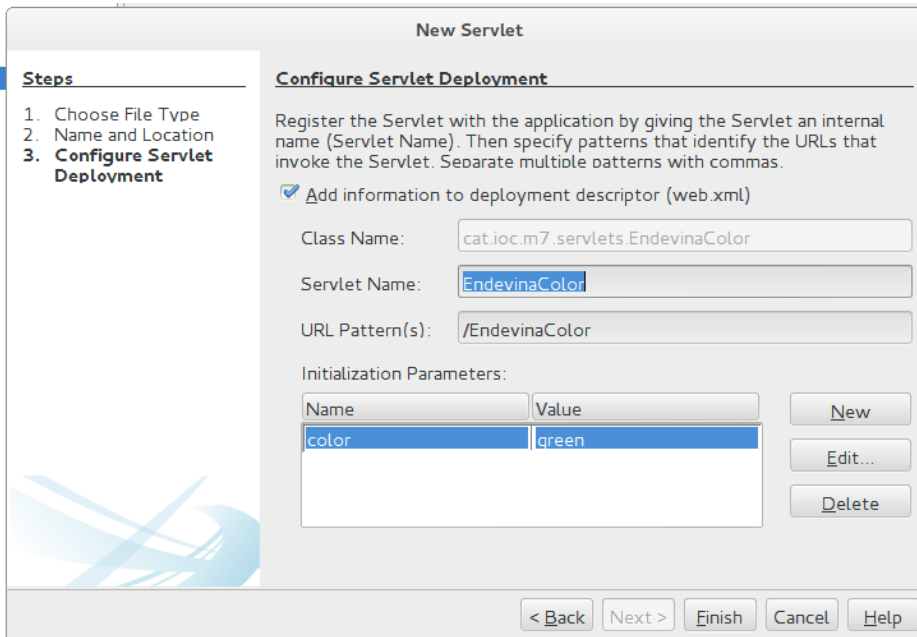 New Servlet
Steps
1. Choose File Type
2. Name and Location
3. Configure Servlet
Deployment
Configure Servlet Deployment
Register the Servlet with the application by giving the Servlet an internal
name (Servlet Name). Then specify patterns that identify the URLs that
invoke the Servlet. Separate multiple patterns with commas.
Add information to deployment descriptor (web.xml)
Class Name: cat.ioc.m7.servlets.EndevinaColor
Servlet Name: EndevinaColor
URL Pattern(s): /EndevinaColor
Initialization Parameters:
Name Value
color green
New
Edit...
Delete
< Back Next > Finish Cancel Help